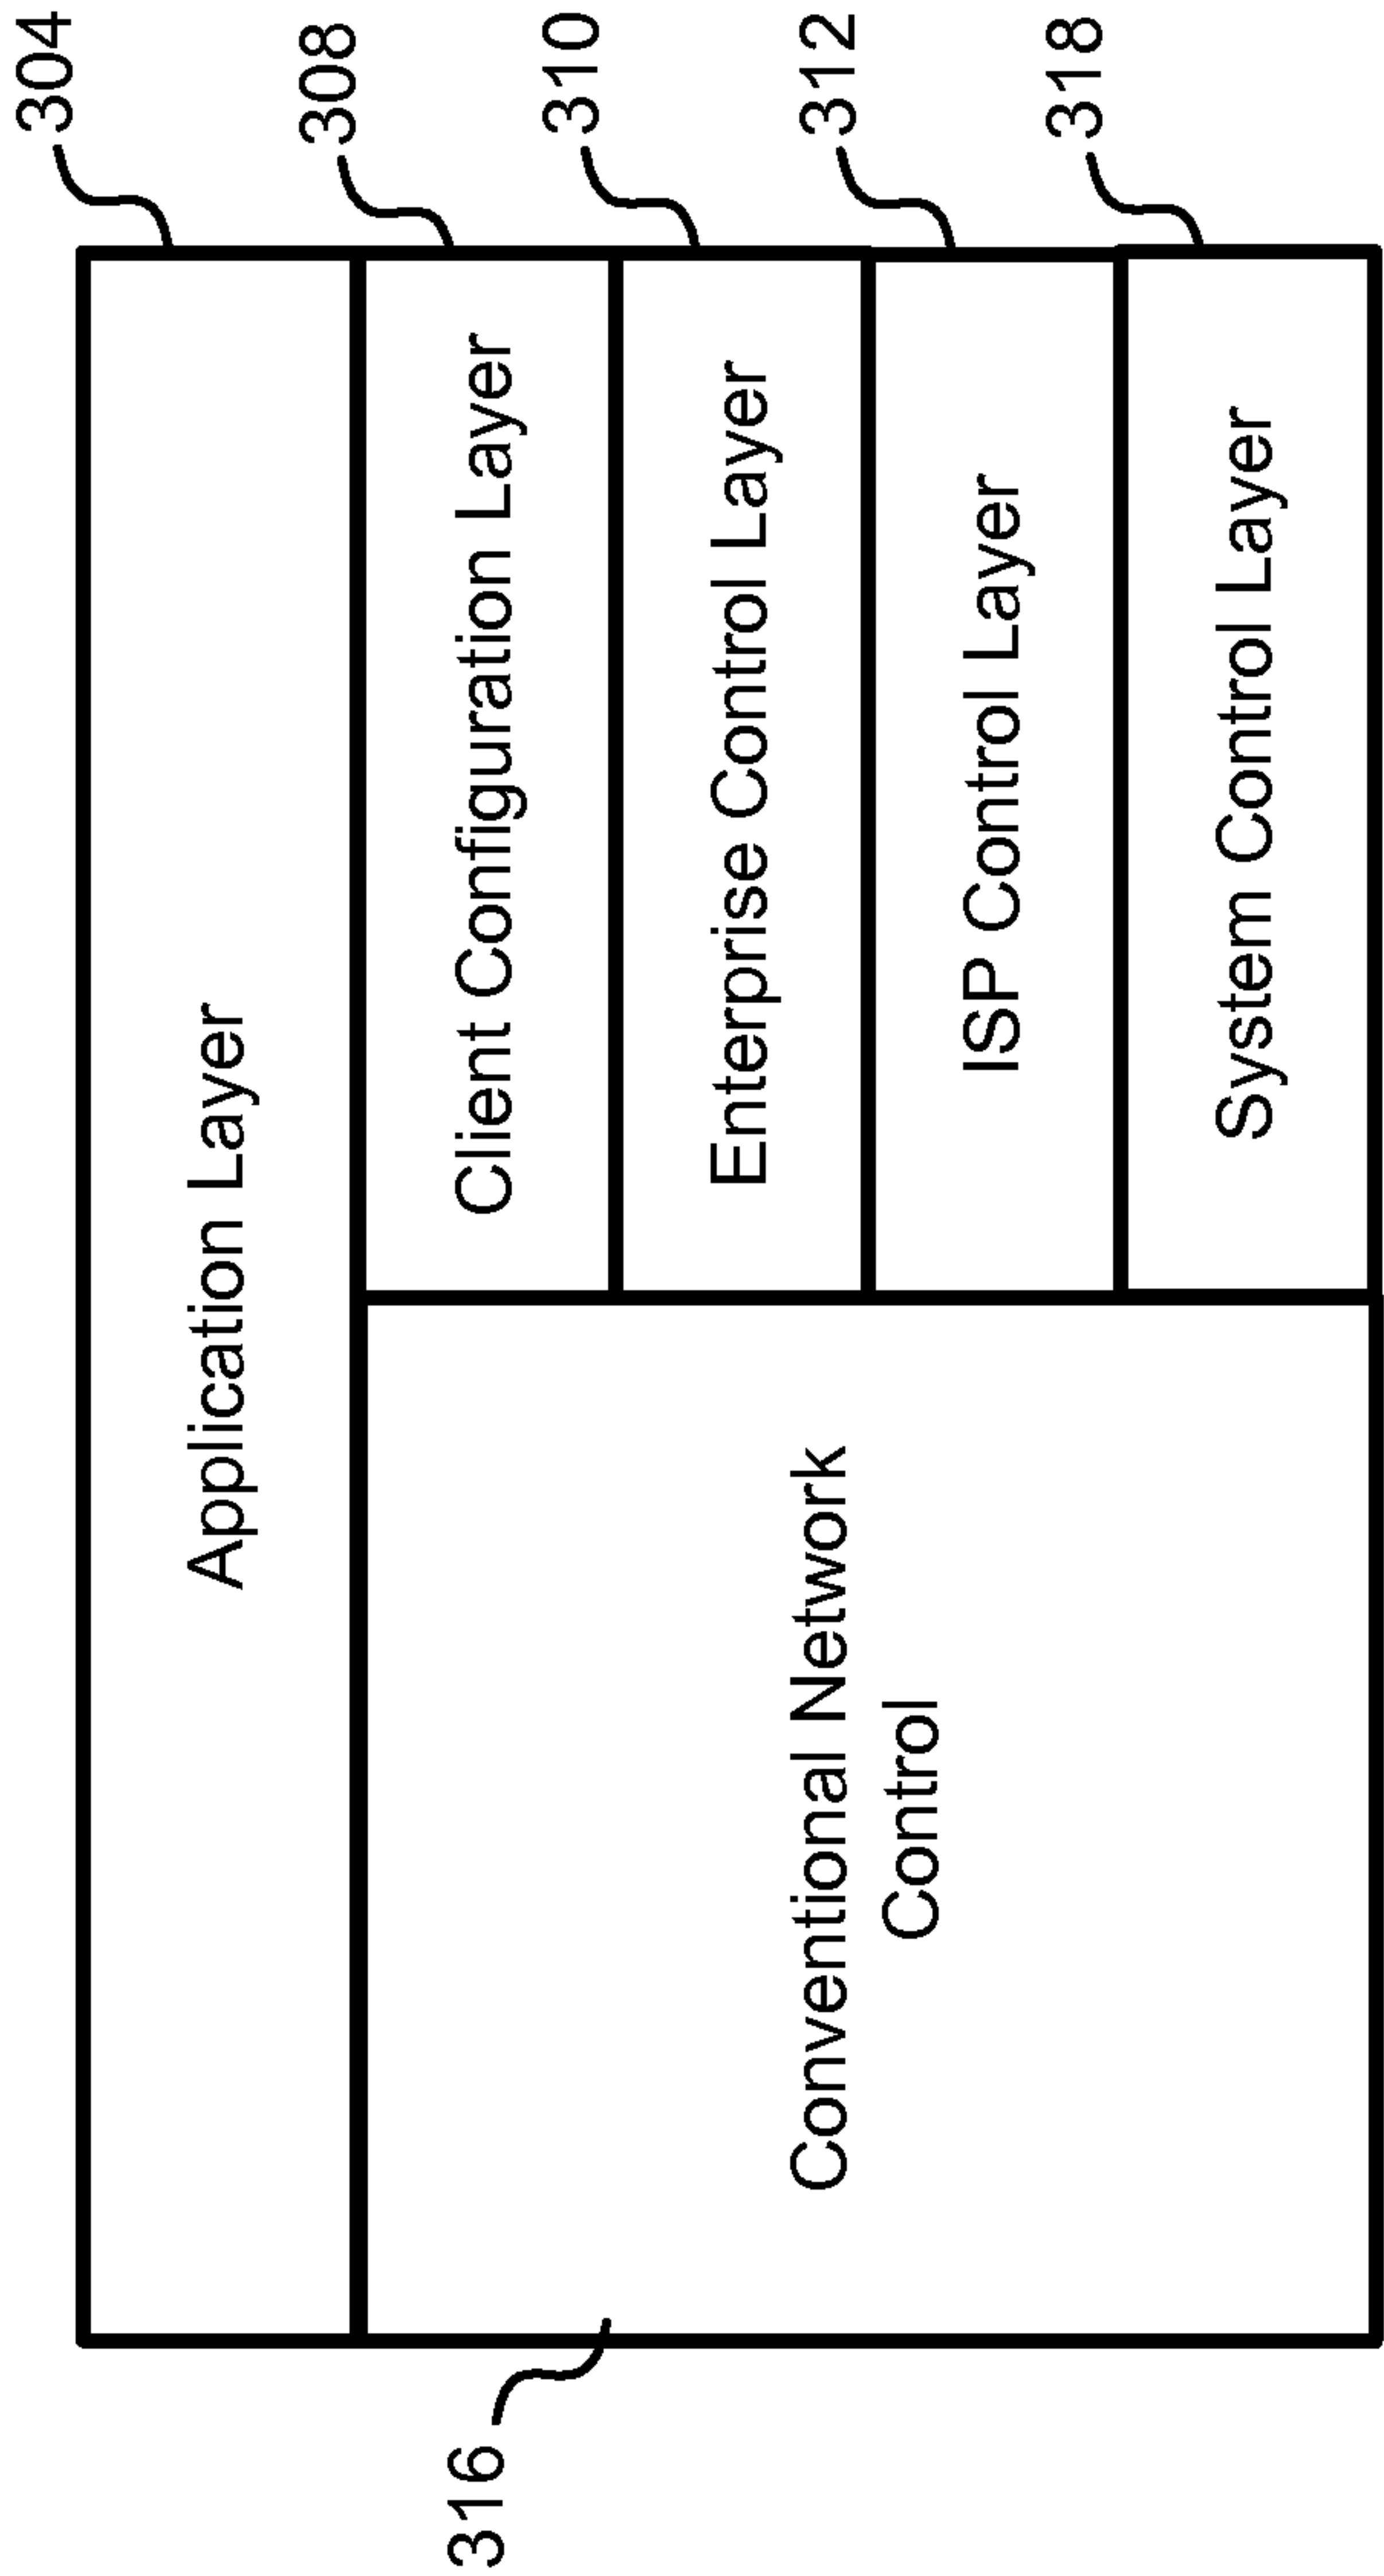 304
Application Layer
308
Client Configuration Layer
310
Enterprise Control Layer
312
ISP Control Layer
318
System Control Layer
316
Conventional Network
Control